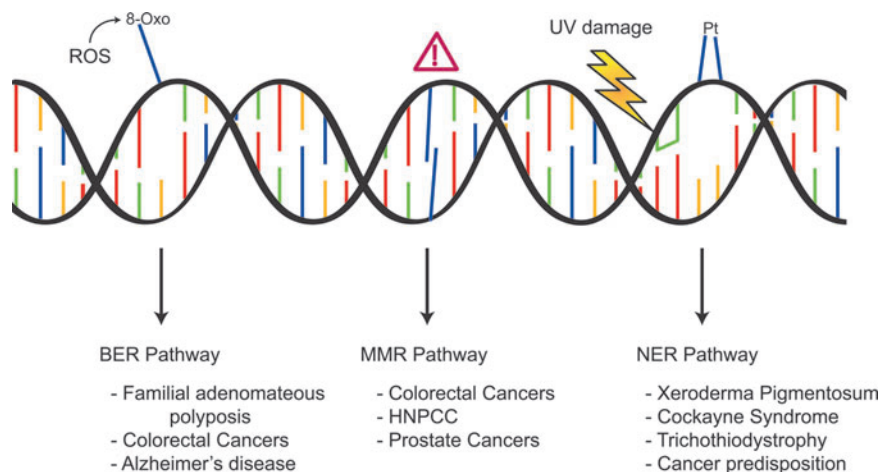 8-Oxo
ROS
!
UV damage
Pt
BER Pathway
- Familial adenomateous
polyposis
- Colorectal Cancers
- Alzheimer's disease
MMR Pathway
- Colorectal Cancers
- HNPCC
- Prostate Cancers
NER Pathway
- Xeroderma Pigmentosum
- Cockayne Syndrome
- Trichothiodystrophy
- Cancer predisposition